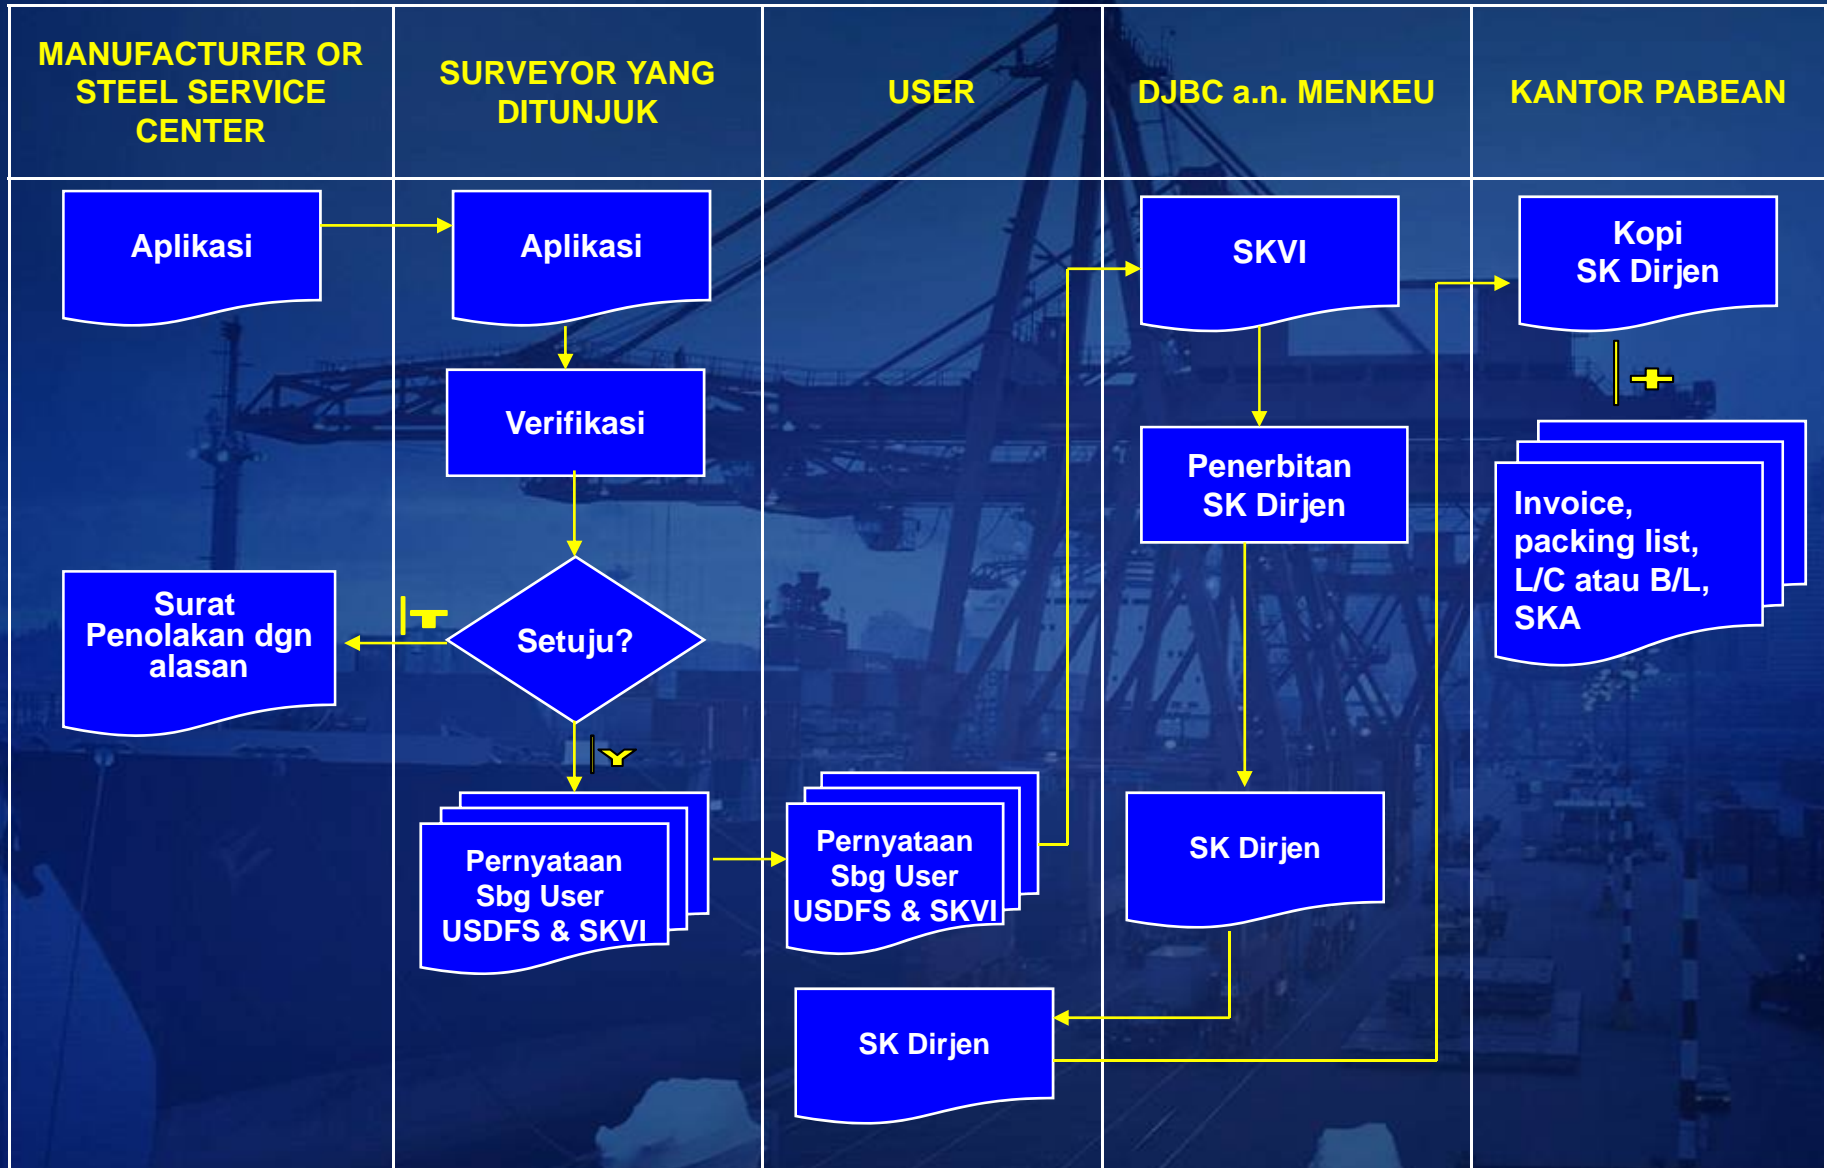 MANUFACTURER OR
STEEL SERVICE
CENTER
SURVEYOR YANG
DITUNJUK
USER
DJBC a.n. MENKEU
KANTOR PABEAN
Aplikasi
Aplikasi
SKVI
Kopi
SK Dirjen
+
Verifikasi
Penerbitan
SK Dirjen
Invoice,
packing list,
L/C atau B/L,
SKA
Surat
Penolakan dgn
alasan
T
Setuju?
Y
Pernyataan
Sbg User
USDFS & SKVI
Pernyataan
Sbg User
USDFS & SKVI
SK Dirjen
SK Dirjen